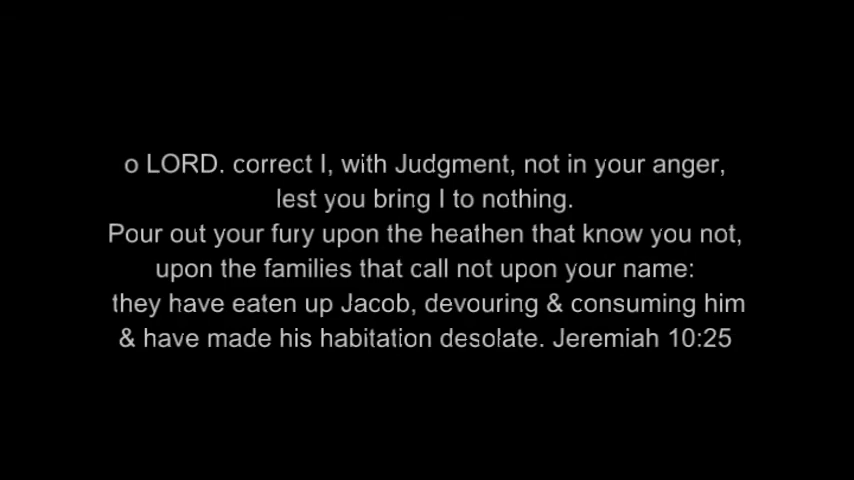 o LORD. correct I, with Judgment, not in your anger,
lest you bring I to nothing.
Pour out your fury upon the heathen that know you not,
upon the families that call not upon your name:
they have eaten up Jacob, devouring & consuming him
& have made his habitation desolate. Jeremiah 10:25